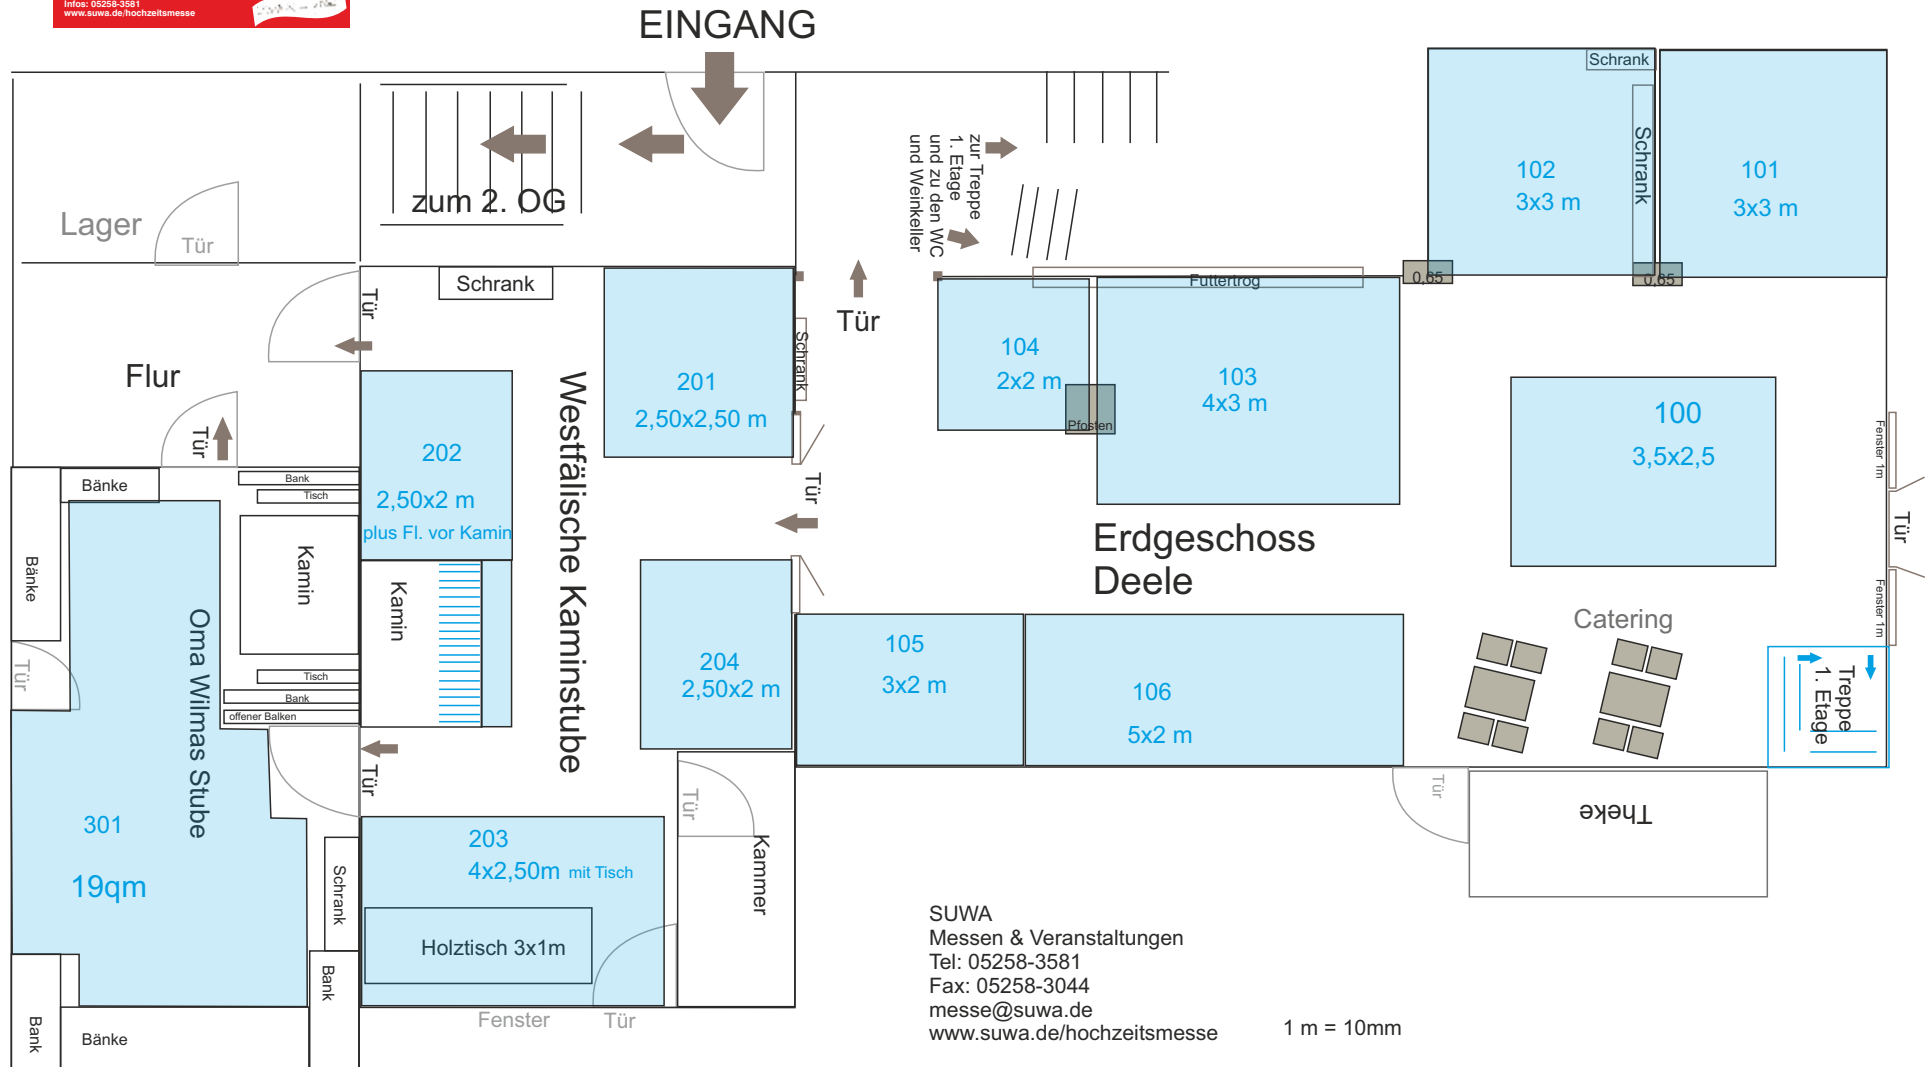 Infos: 05258-3581
www.suwa.de/hochzeitsmesse
EINGANG
zum 2. OG
Lager
Tür
zur Treppe
1. Etage
und zu den WC
und Weinkeller
Schrank
Schrank
102
3x3 m
101
3x3 m
0,65
0,65
Futtertrog
Flur
Tür
Tür
Schrank
201
2,50x2,50 m
Schrank
Tür
104
2x2 m
Pfosten
103
4x3 m
100
3,5x2,5
Fenster 1m
Tür
Fenster 1m
202
2,50x2 m
plus Fl. vor Kamin
Westfälische Kaminstube
Tür
Erdgeschoss
Deele
Bänke
Bänke
Bank
Tisch
Kamin
Kamin
Tisch
Bank
offener Balken
Tür
Oma Wilmas Stube
204
2,50x2 m
105
3x2 m
106
5x2 m
Catering
Treppe
1. Etage
Tür
Tür
Kammer
Tür
Theke
301
19qm
Schrank
203
4x2,50m mit Tisch
Holztisch 3x1m
Bank
Bank
Bänke
Fenster
Tür
SUWA
Messen & Veranstaltungen
Tel: 05258-3581
Fax: 05258-3044
messe@suwa.de
www.suwa.de/hochzeitsmesse
1 m = 10mm